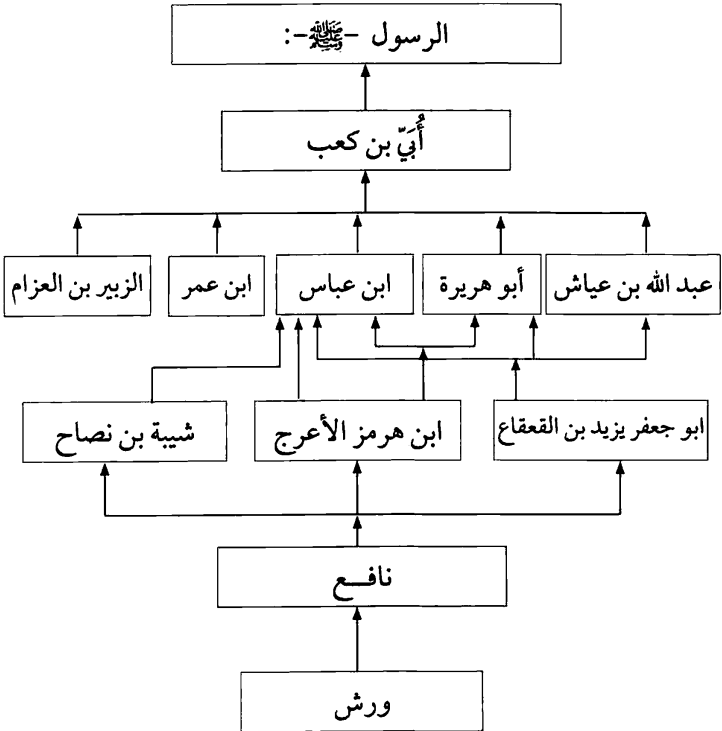 الرسول -ﷺ-:
أُبَيّ بن كعب
عبد الله بن عياش
أبو هريرة
ابن عباس
ابن عمر
الزبير بن العزام
ابو جعفر يزيد بن القعقاع
ابن هرمز الأعرج
شيبة بن نصاح
نافـــع
ورش